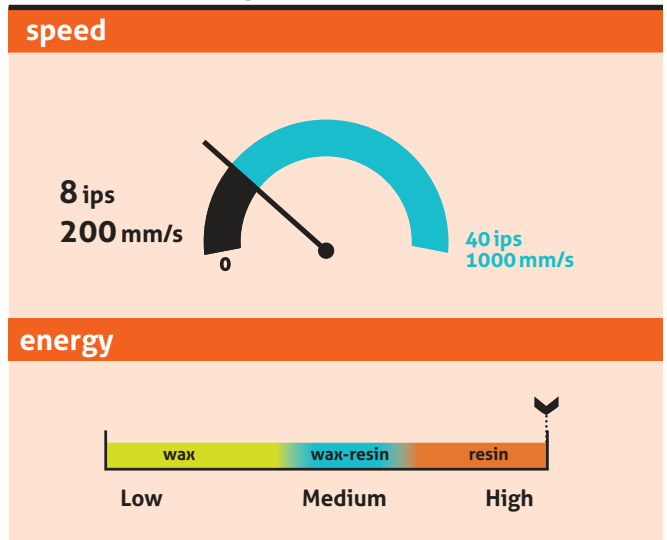 speed
8 ips
200 mm/s
0
40 ips
1000 mm/s
energy
wax
wax-resin
resin
Low
Medium
High